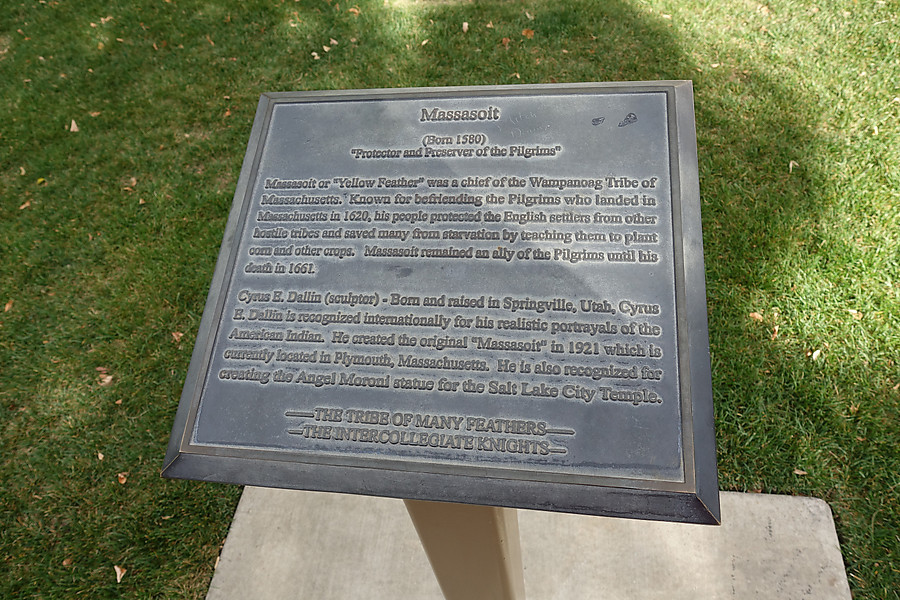 Massasoit
(Born 1580)
"Protector and Preserver of the Pilgrims"
Massasoit or "Yellow Feather" was a chief of the Wampanoag Tribe of
Massachusetts. Known for befriending the Pilgrims who landed in
Massachusetts in 1620, his people protected the English settlers from other
hostile tribes and saved many from starvation by teaching them to plant
corn and other crops. Massasoit remained an ally of the Pilgrims until his
death in 1661.
Cyrus E. Dallin (sculptor) - Born and raised in Springville, Utah, Cyrus
E. Dallin is recognized internationally for his realistic portrayals of the
American Indian. He created the original "Massasoit" in 1921 which is
currently located in Plymouth, Massachusetts. He is also recognized for
creating the Angel Moroni statue for the Salt Lake City Temple.
—THE TRIBE OF MANY FEATHERS—
—THE INTERCOLLEGIATE KNIGHTS—